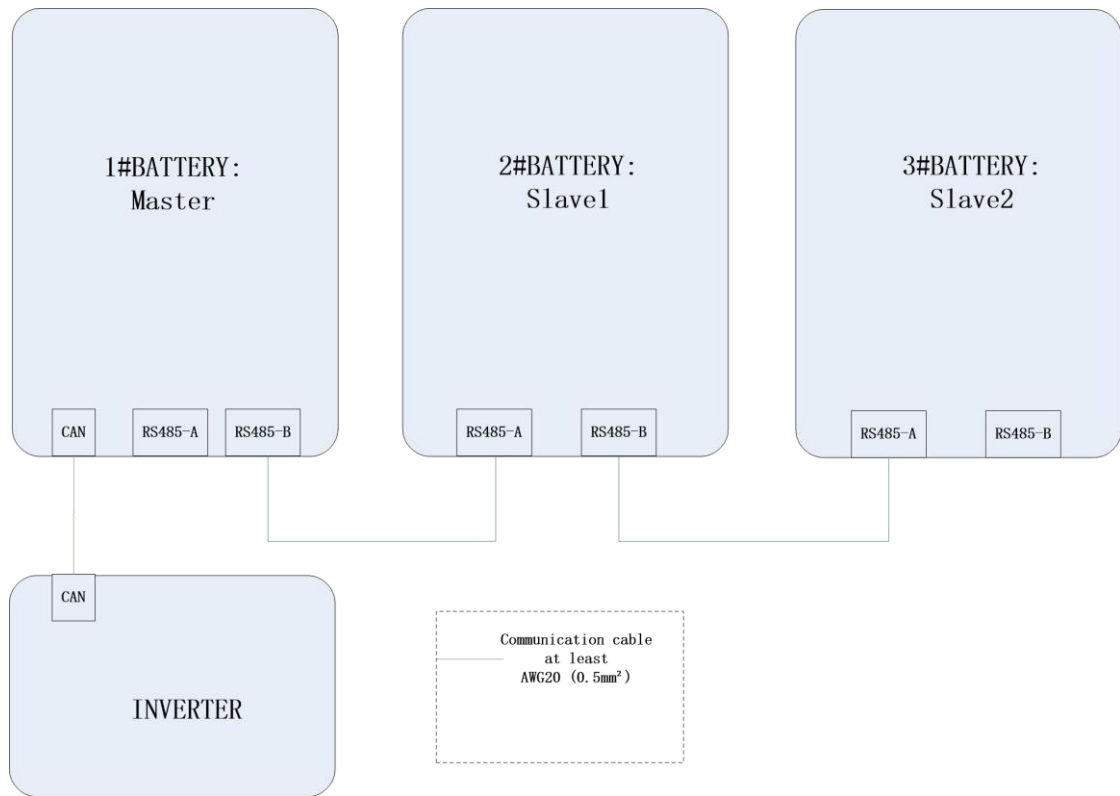 1#BATTERY:
Master
2#BATTERY:
Slave1
3#BATTERY:
Slave2
CAN
RS485-A
RS485-B
RS485-A
RS485-B
RS485-A
RS485-B
CAN
INVERTER
Communication cable
at least
AWG20 (0.5mm²)